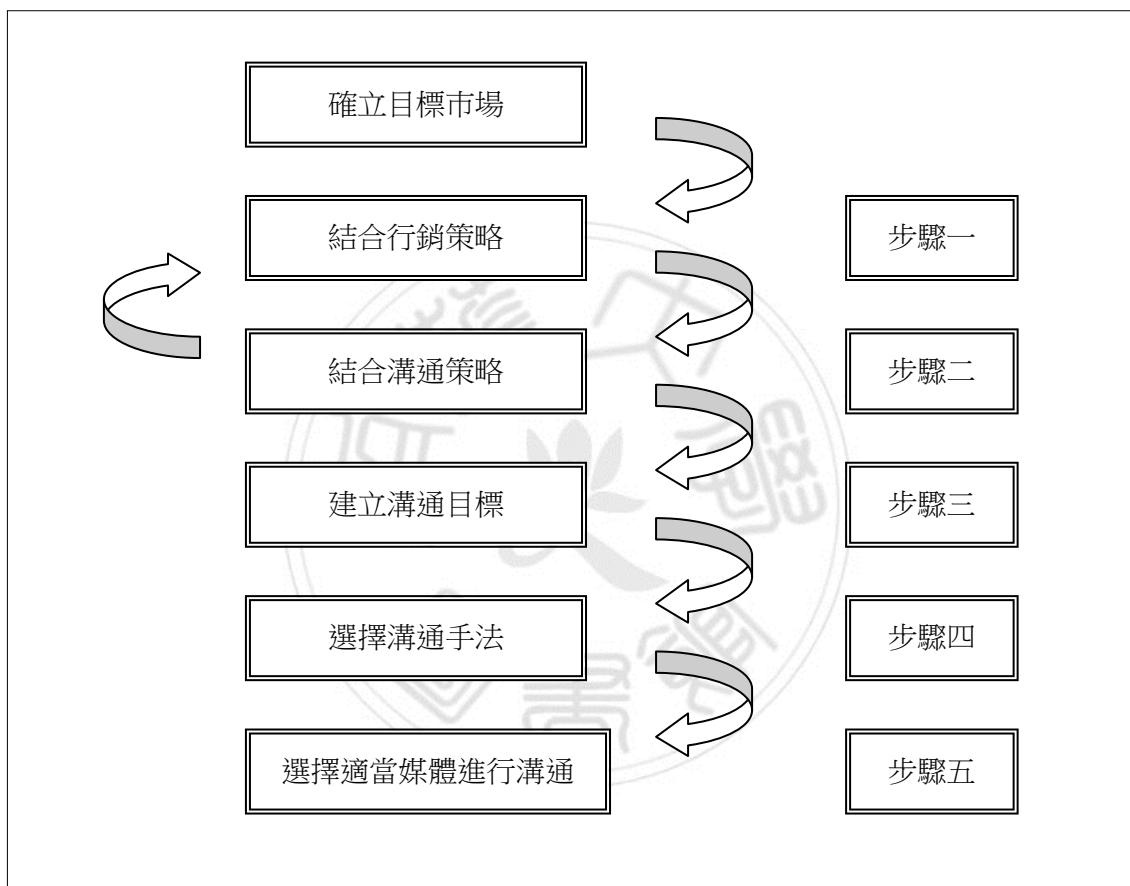 確立目標市場
結合行銷策略
步驟一
結合溝通策略
步驟二
建立溝通目標
步驟三
選擇溝通手法
步驟四
選擇適當媒體進行溝通
步驟五